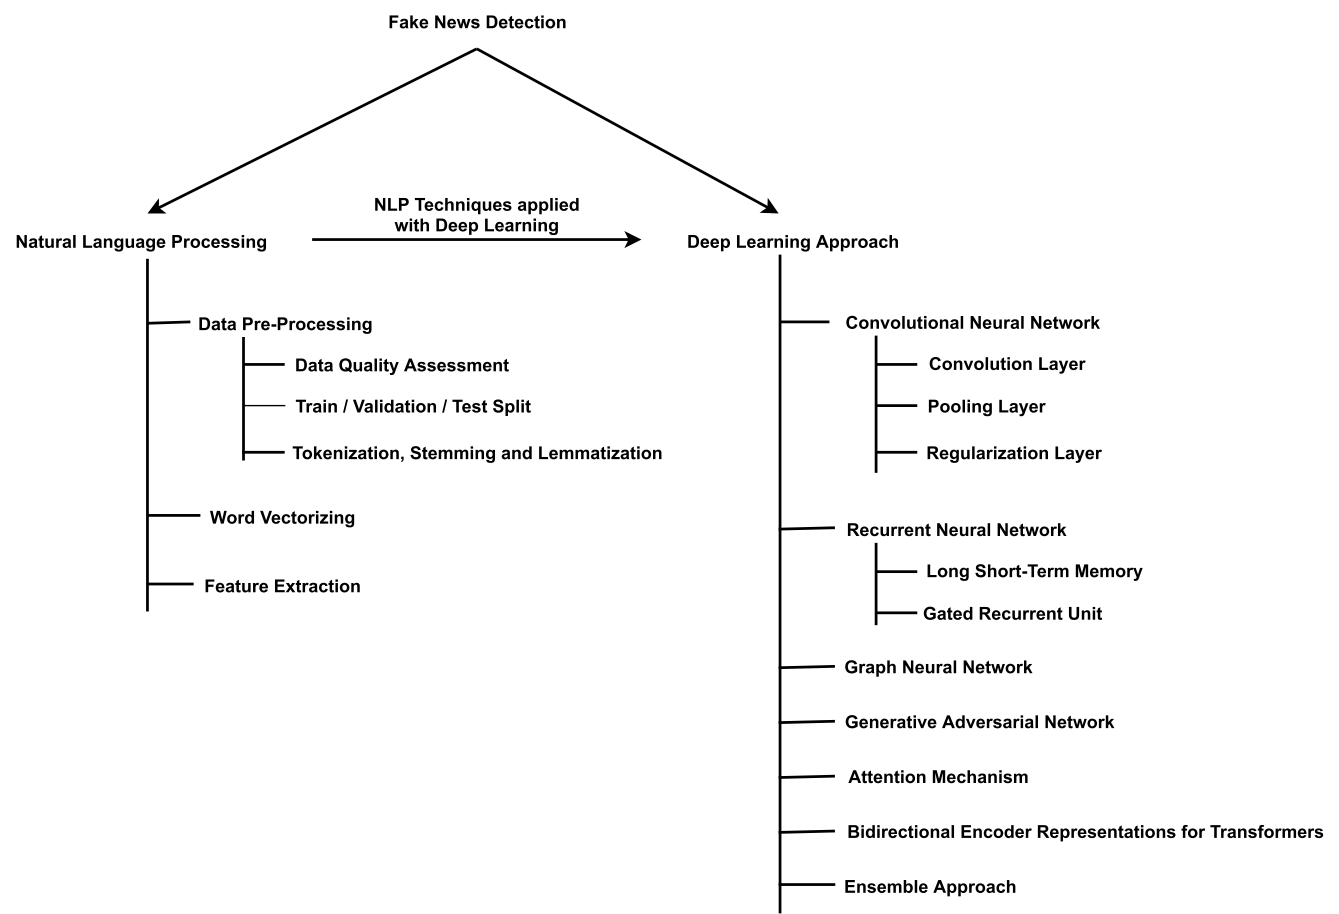 Fake News Detection
NLP Techniques applied
with Deep Learning
Natural Language Processing
Deep Learning Approach
Data Pre-Processing
Data Quality Assessment
Train / Validation / Test Split
Tokenization, Stemming and Lemmatization
Word Vectorizing
Feature Extraction
Convolutional Neural Network
Convolution Layer
Pooling Layer
Regularization Layer
Recurrent Neural Network
Long Short-Term Memory
Gated Recurrent Unit
Graph Neural Network
Generative Adversarial Network
Attention Mechanism
Bidirectional Encoder Representations for Transformers
Ensemble Approach